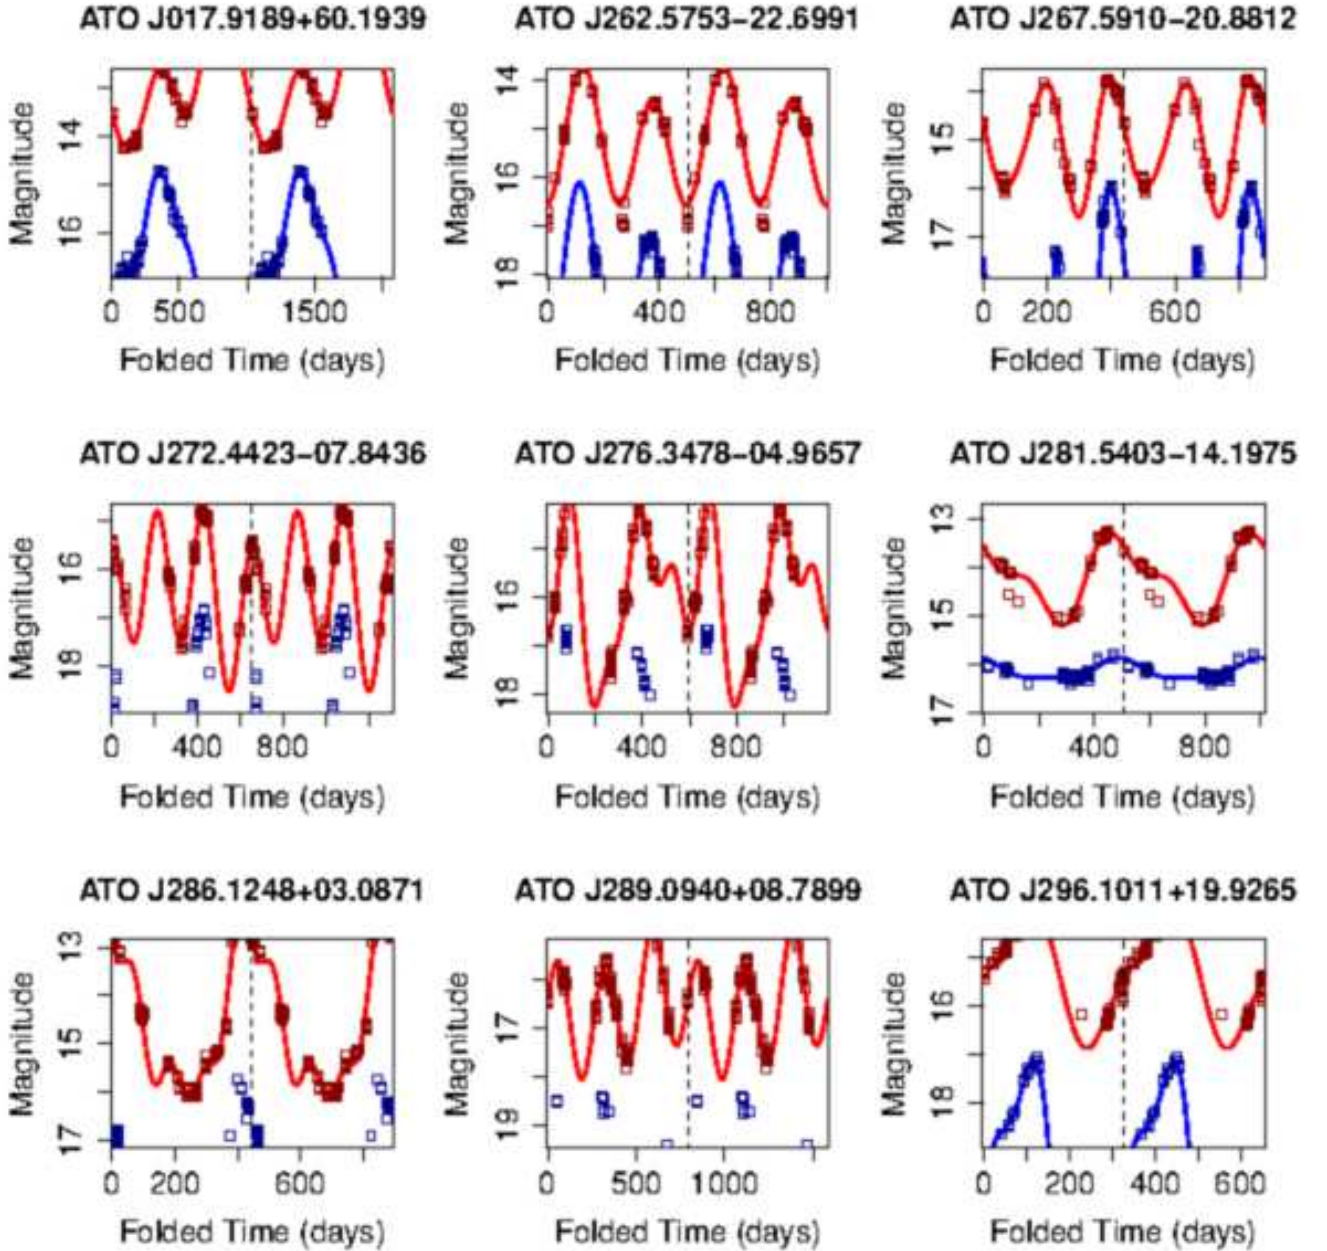 ATO J017.9189+60.1939 ATO J262.5753−22.6991 ATO J267.5910−20.8812
Magnitude Magnitude Magnitude
14 16
14 16 18
15 17
0 500 1500 0 400 800 0 200 600
Folded Time (days) Folded Time (days) Folded Time (days)
ATO J272.4423−07.8436 ATO J276.3478−04.9657 ATO J281.5403−14.1975
Magnitude Magnitude Magnitude
16 18
16 18
13 15 17
0 400 800 0 400 800 0 400 800
Folded Time (days) Folded Time (days) Folded Time (days)
ATO J286.1248+03.0871 ATO J289.0940+08.7899 ATO J296.1011+19.9265
Magnitude Magnitude Magnitude
13 15 17
17 19
16 18
0 200 600 0 500 1000 0 200 400 600
Folded Time (days) Folded Time (days) Folded Time (days)